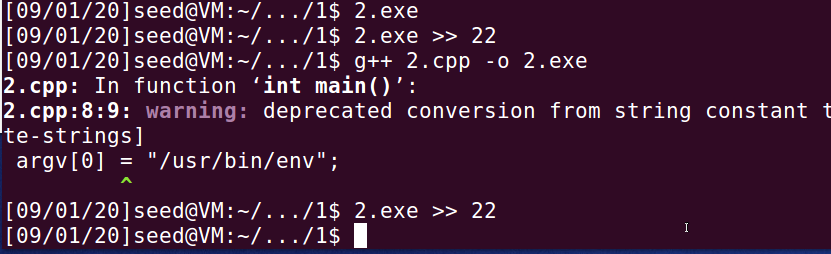 [09/01/20]seed@VM:~/.../1$ 2.exe
[09/01/20]seed@VM:~/.../1$ 2.exe >> 22
[09/01/20]seed@VM:~/.../1$ g++ 2.cpp -o 2.exe
2.cpp: In function ‘int main()’:
2.cpp:8:9: warning: deprecated conversion from string constant t
te-strings]
 argv[0] = "/usr/bin/env";
         ^
[09/01/20]seed@VM:~/.../1$ 2.exe >> 22
[09/01/20]seed@VM:~/.../1$